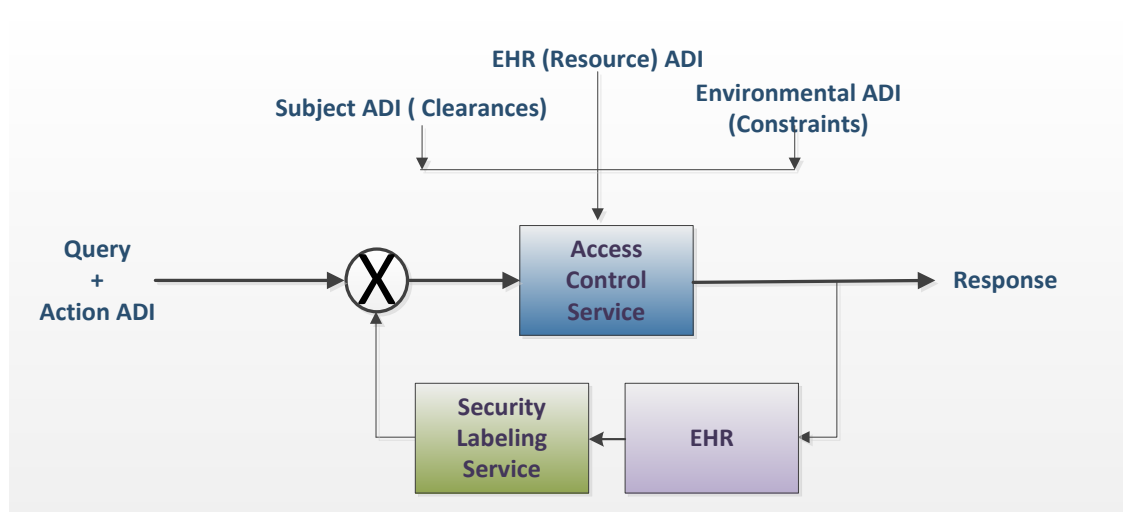 EHR (Resource) ADI
Subject ADI ( Clearances)
Environmental ADI
(Constraints)
Query
+
Action ADI
X
Access
Control
Service
Response
Security
Labeling
Service
EHR